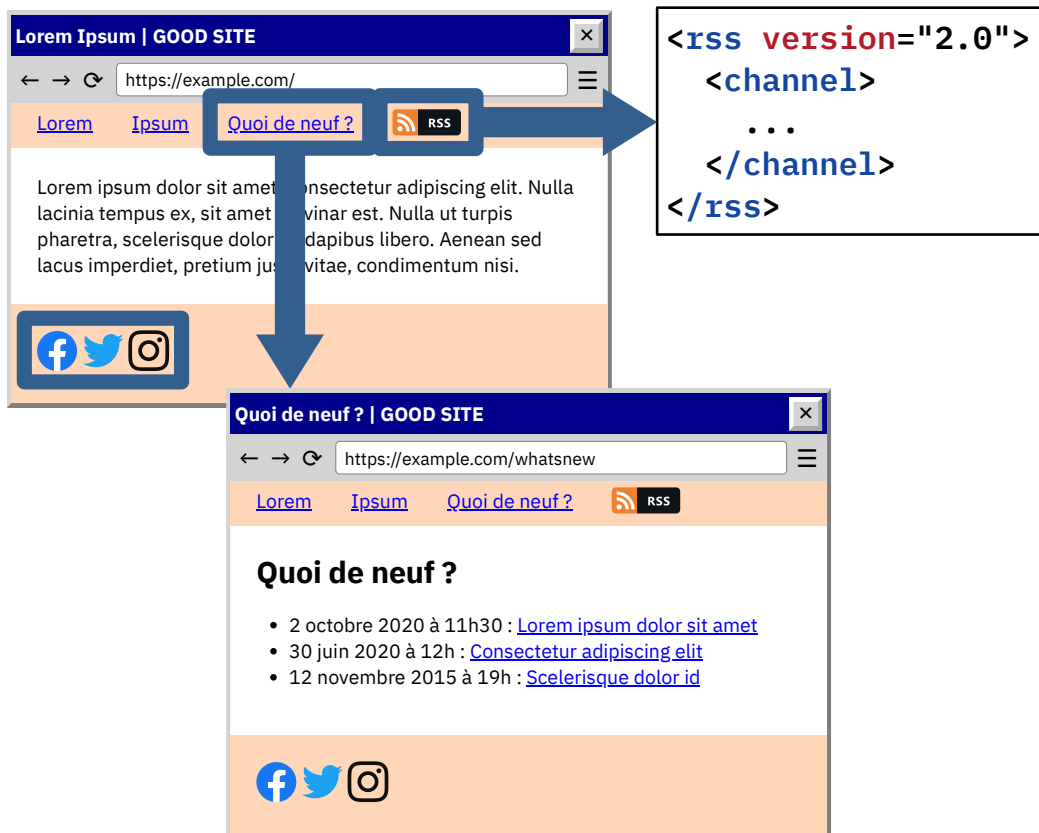 Lorem Ipsum | GOOD SITE
https://example.com/
Lorem Ipsum Quoi de neuf ? RSS
Lorem ipsum dolor sit amet, onsectetur adipiscing elit. Nulla
lacinia tempus ex, sit amet vinar est. Nulla ut turpis
pharetra, scelerisque dolor dapibus libero. Aenean sed
lacus imperdiet, pretium jus vitae, condimentum nisi.
<rss version="2.0">
<channel>
...
</channel>
</rss>
Quoi de neuf ? | GOOD SITE
https://example.com/whatsnew
Lorem Ipsum Quoi de neuf ? RSS
Quoi de neuf ?
• 2 octobre 2020 à 11h30 : Lorem ipsum dolor sit amet
• 30 juin 2020 à 12h : Consectetur adipiscing elit
• 12 novembre 2015 à 19h : Scelerisque dolor id